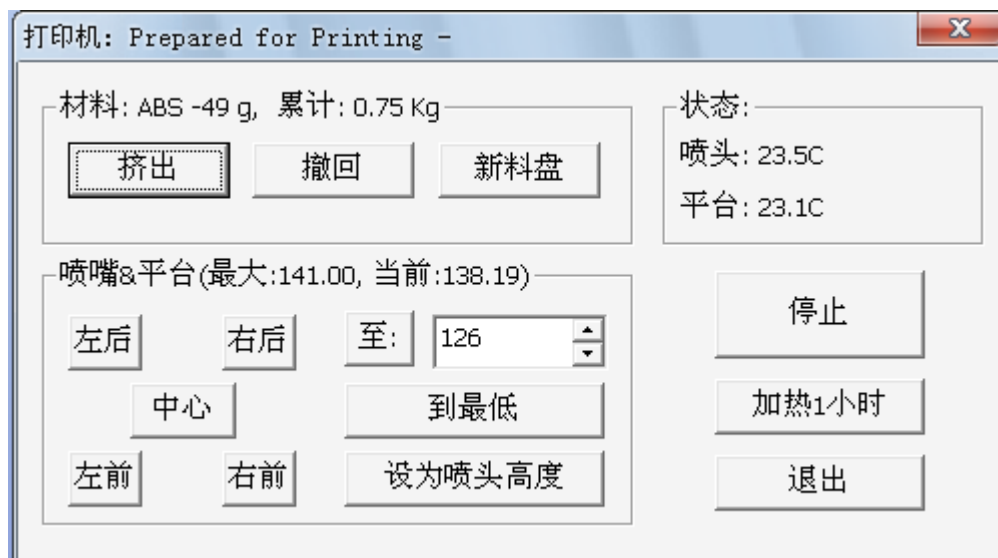 打印机: Prepared for Printing -
材料: ABS -49 g, 累计: 0.75 Kg
挤出 撤回 新料盘
状态:
喷头: 23.5C
平台: 23.1C
喷嘴&平台(最大:141.00, 当前:138.19)
左后 右后 至: 126
中心 到最低
左前 右前 设为喷头高度
停止
加热1小时
退出